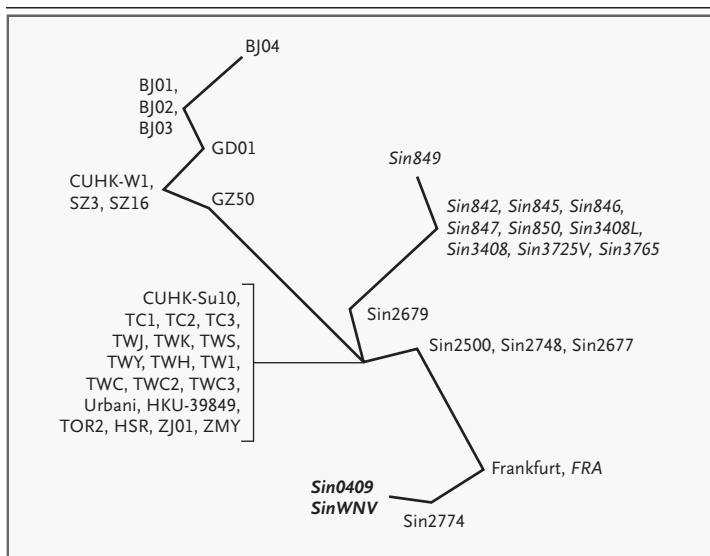 BJ04
BJ01,
BJ02,
BJ03
GD01
CUHK-W1,
SZ3, SZ16
GZ50
Sin849
Sin842, Sin845, Sin846,
Sin847, Sin850, Sin3408L,
Sin3408, Sin3725V, Sin3765
Sin2679
CUHK-Su10,
TC1, TC2, TC3,
TWJ, TWK, TWS,
TWY, TWH, TW1,
TWC, TWC2, TWC3,
Urbani, HKU-39849,
TOR2, HSR, ZJ01, ZMY
Sin2500, Sin2748, Sin2677
Frankfurt, FRA
Sin0409
SinWNV
Sin2774